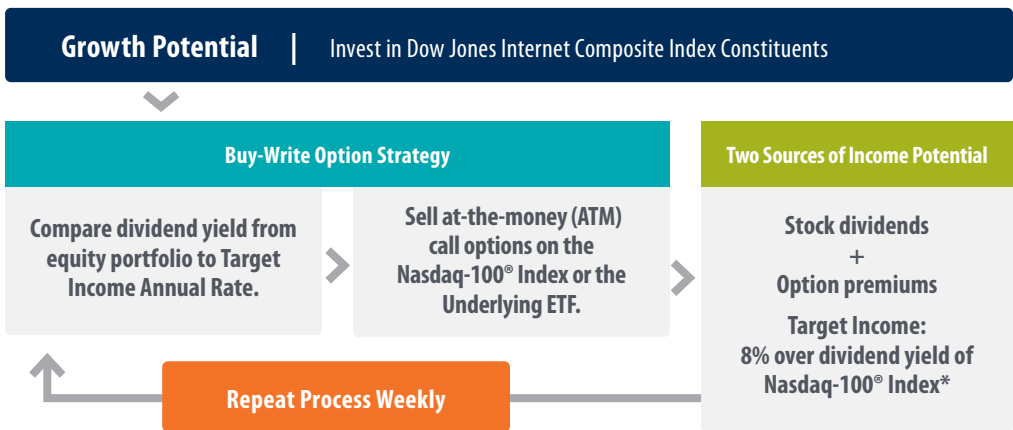 Growth Potential | Invest in Dow Jones Internet Composite Index Constituents
Buy-Write Option Strategy
Compare dividend yield from
equity portfolio to Target
Income Annual Rate.
Sell at-the-money (ATM)
call options on the
Nasdaq-100® Index or the
Underlying ETF.
Two Sources of Income Potential
Stock dividends
+
Option premiums
Target Income:
8% over dividend yield of
Nasdaq-100® Index*
Repeat Process Weekly